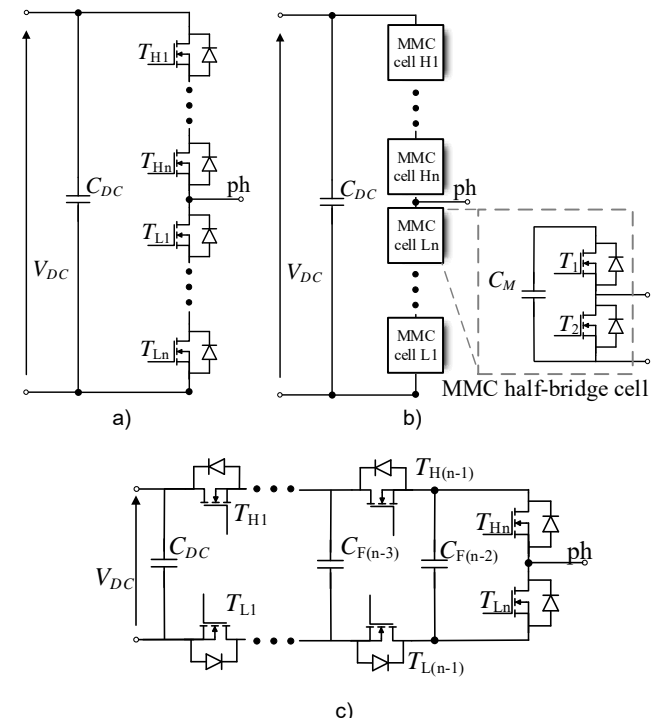 T_H1
T_Hn
C_DC
ph
T_L1
V_DC
T_Ln
a)
MMC
cell H1
MMC
cell Hn
C_DC
ph
MMC
cell Ln
V_DC
MMC
cell L1
T_1
C_M
T_2
MMC half-bridge cell
b)
T_H1
T_H(n-1)
T_Hn
C_DC
C_F(n-3)
C_F(n-2)
ph
V_DC
T_L1
T_Ln
T_L(n-1)
c)